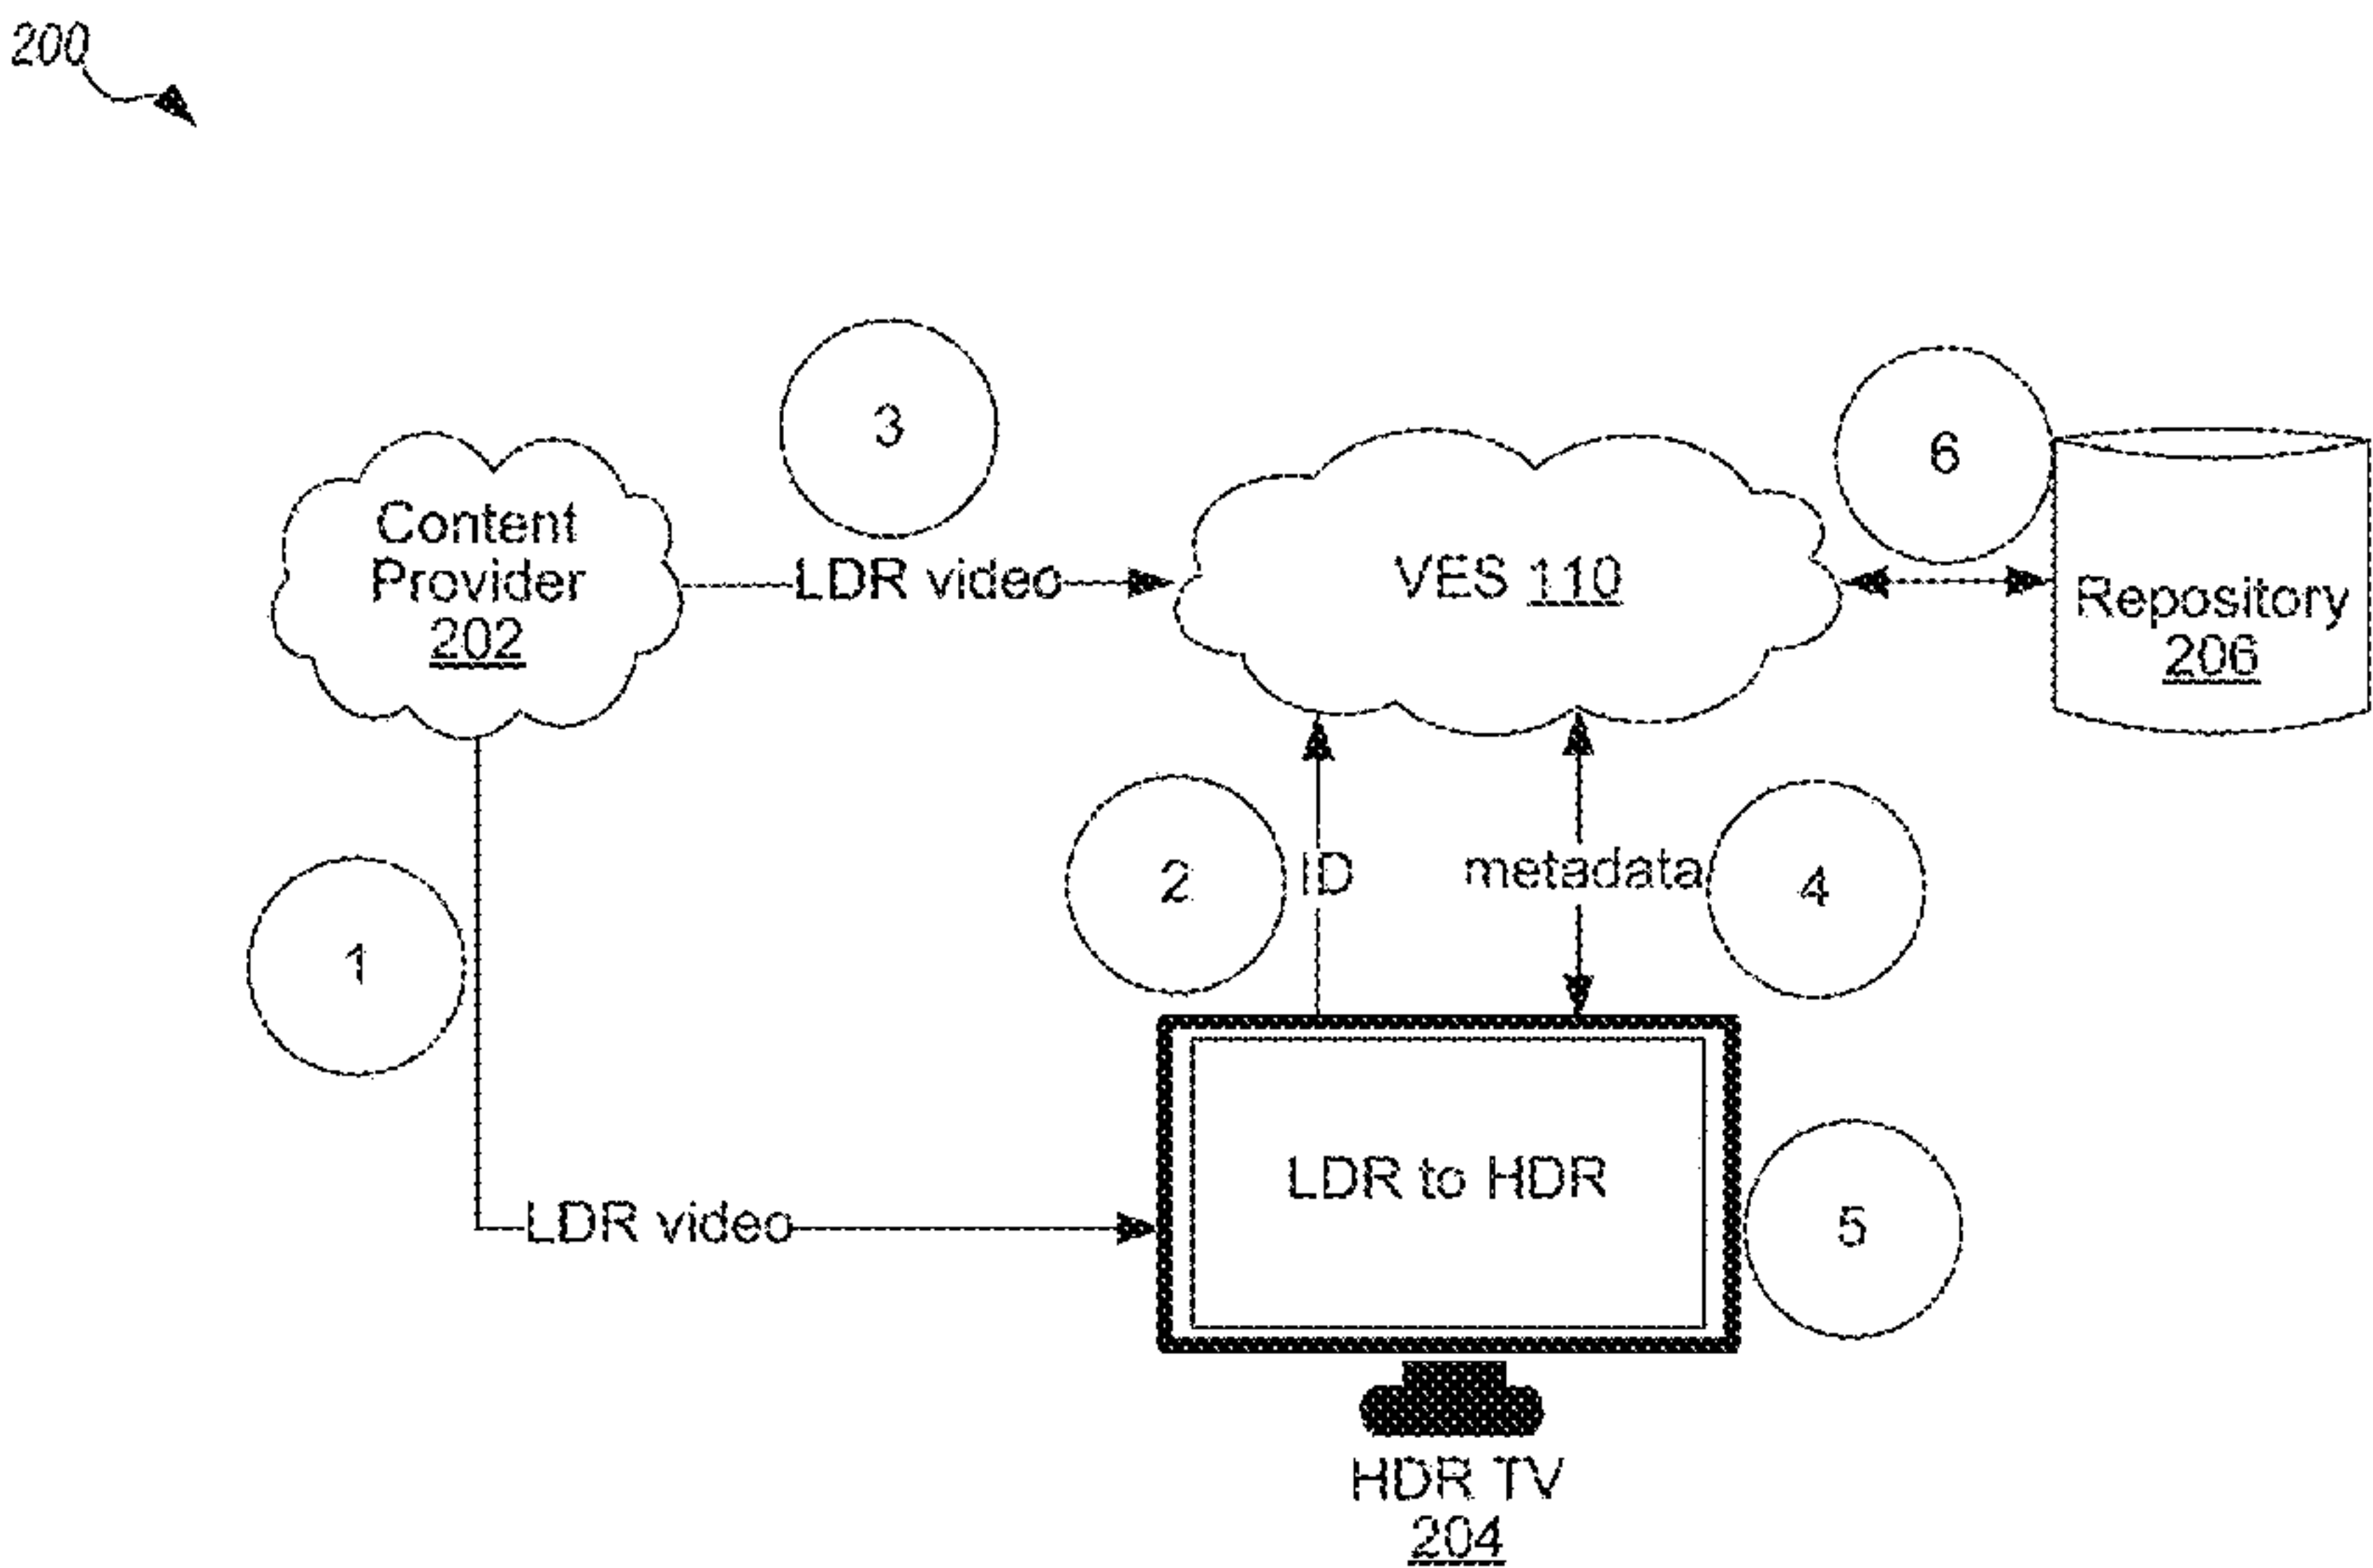 200
3
6
Content
Provider
202
LDR video
VES 110
Repository
206
1
2
ID
metadata
4
LDR to HDR
LDR video
5
HDR TV
204